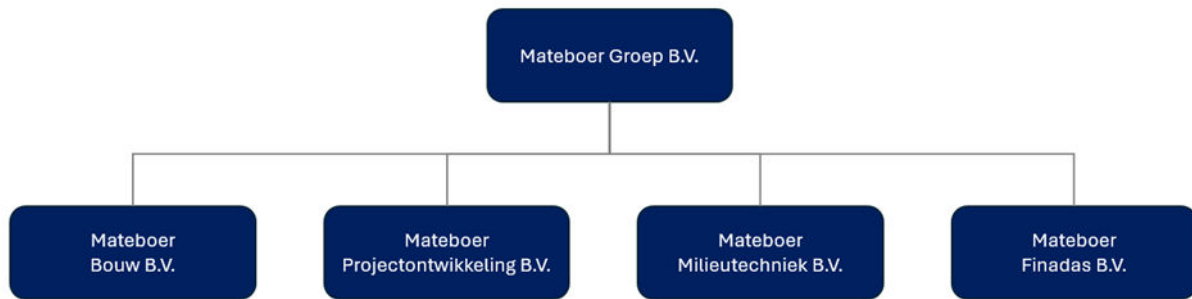 Mateboer Groep B.V.
Mateboer
Bouw B.V.
Mateboer
Projectontwikkeling B.V.
Mateboer
Milieutechniek B.V.
Mateboer
Finadas B.V.